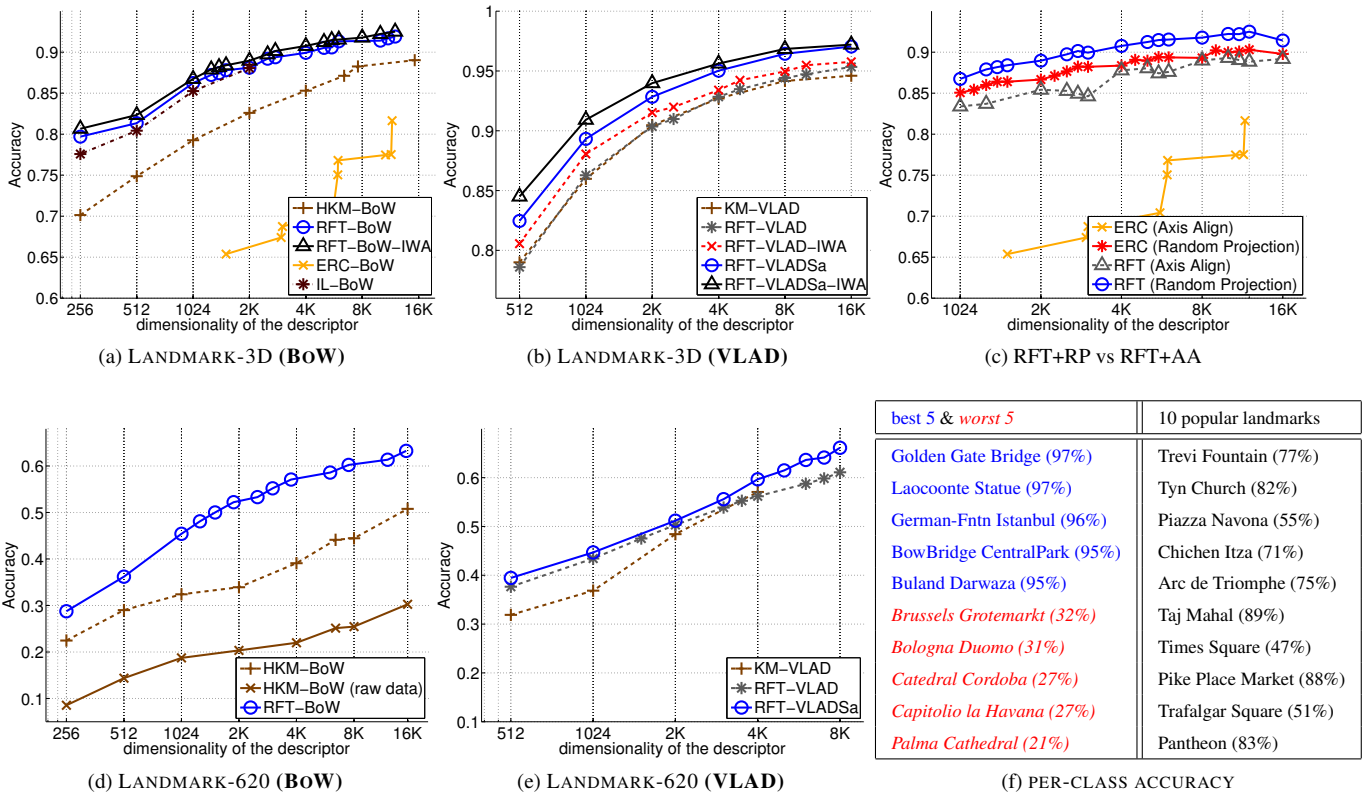 Accuracy
0.9
0.85
0.8
0.75
0.7
0.65
0.6
256
512
1024
2K
4K
8K
16K
dimensionality of the descriptor
HKM−BoW
RFT−BoW
RFT−BoW−IWA
ERC−BoW
IL−BoW
(a) LANDMARK-3D (BOW)
Accuracy
1
0.95
0.9
0.85
0.8
512
1024
2K
4K
8K
16K
dimensionality of the descriptor
KM−VLAD
RFT−VLAD
RFT−VLAD−IWA
RFT−VLADSa
RFT−VLADSa−IWA
(b) LANDMARK-3D (VLAD)
Accuracy
0.9
0.85
0.8
0.75
0.7
0.65
0.6
1024
2K
4K
8K
16K
dimensionality of the descriptor
ERC (Axis Align)
ERC (Random Projection)
RFT (Axis Align)
RFT (Random Projection)
(c) RFT+RP vs RFT+AA
Accuracy
0.6
0.5
0.4
0.3
0.2
0.1
256
512
1024
2K
4K
8K
16K
dimensionality of the descriptor
HKM−BoW
HKM−BoW (raw data)
RFT−BoW
(d) LANDMARK-620 (BOW)
Accuracy
0.7
0.6
0.5
0.4
0.3
0.2
0.1
512
1024
2K
4K
8K
dimensionality of the descriptor
KM−VLAD
RFT−VLAD
RFT−VLADSa
(e) LANDMARK-620 (VLAD)
best 5 & worst 5
10 popular landmarks
Golden Gate Bridge (97%)
Trevi Fountain (77%)
Laocoonte Statue (97%)
Tyn Church (82%)
German-Fntn Istanbul (96%)
Piazza Navona (55%)
BowBridge CentralPark (95%)
Chichen Itza (71%)
Buland Darwaza (95%)
Arc de Triomphe (75%)
Brussels Grotemarkt (32%)
Taj Mahal (89%)
Bologna Duomo (31%)
Times Square (47%)
Catedral Cordoba (27%)
Pike Place Market (88%)
Capitolio la Havana (27%)
Trafalgar Square (51%)
Palma Cathedral (21%)
Pantheon (83%)
(f) PER-CLASS ACCURACY